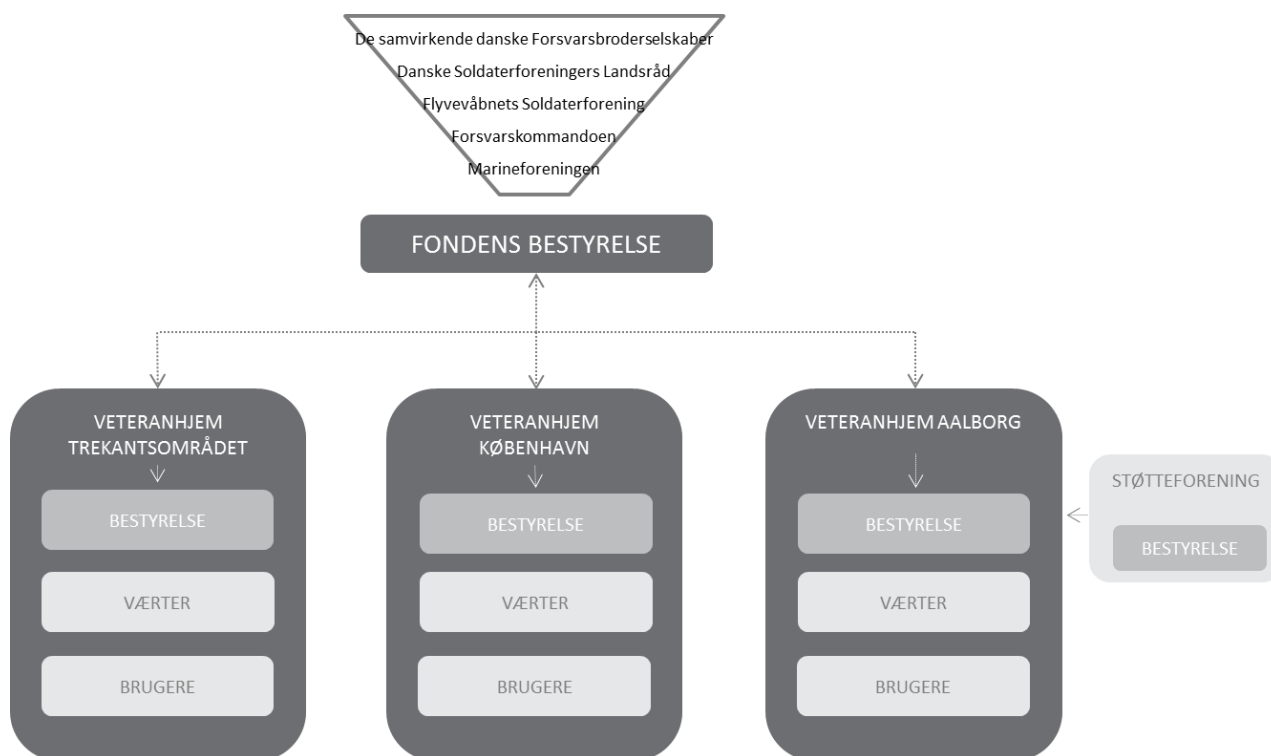 De samvirkende danske Forsvarsbroderselskaber
Danske Soldaterforeningers Landsråd
Flyvevåbnets Soldaterforening
Forsvarskommandoen
Marineforeningen
FONDENS BESTYRELSE
VETERANHJEM
TREKANTSOMRÅDET
BESTYRELSE
VÆRTER
BRUGERE
VETERANHJEM
KØBENHAVN
BESTYRELSE
VÆRTER
BRUGERE
VETERANHJEM AALBORG
BESTYRELSE
VÆRTER
BRUGERE
STØTTEFORENING
BESTYRELSE